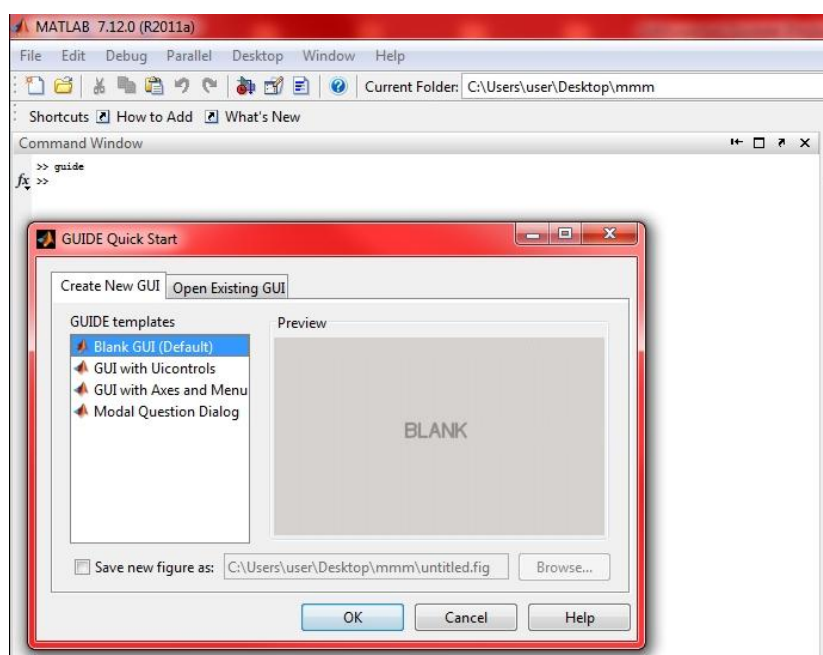 MATLAB 7.12.0 (R2011a)
File Edit Debug Parallel Desktop Window Help
Current Folder: C:\Users\user\Desktop\mmm
Shortcuts How to Add What's New
Command Window
>> guide
fx >>
GUIDE Quick Start
Create New GUI Open Existing GUI
GUIDE templates
Preview
Blank GUI (Default)
GUI with Uicontrols
GUI with Axes and Menu
Modal Question Dialog
BLANK
Save new figure as: C:\Users\user\Desktop\mmm\untitled.fig Browse...
OK Cancel Help